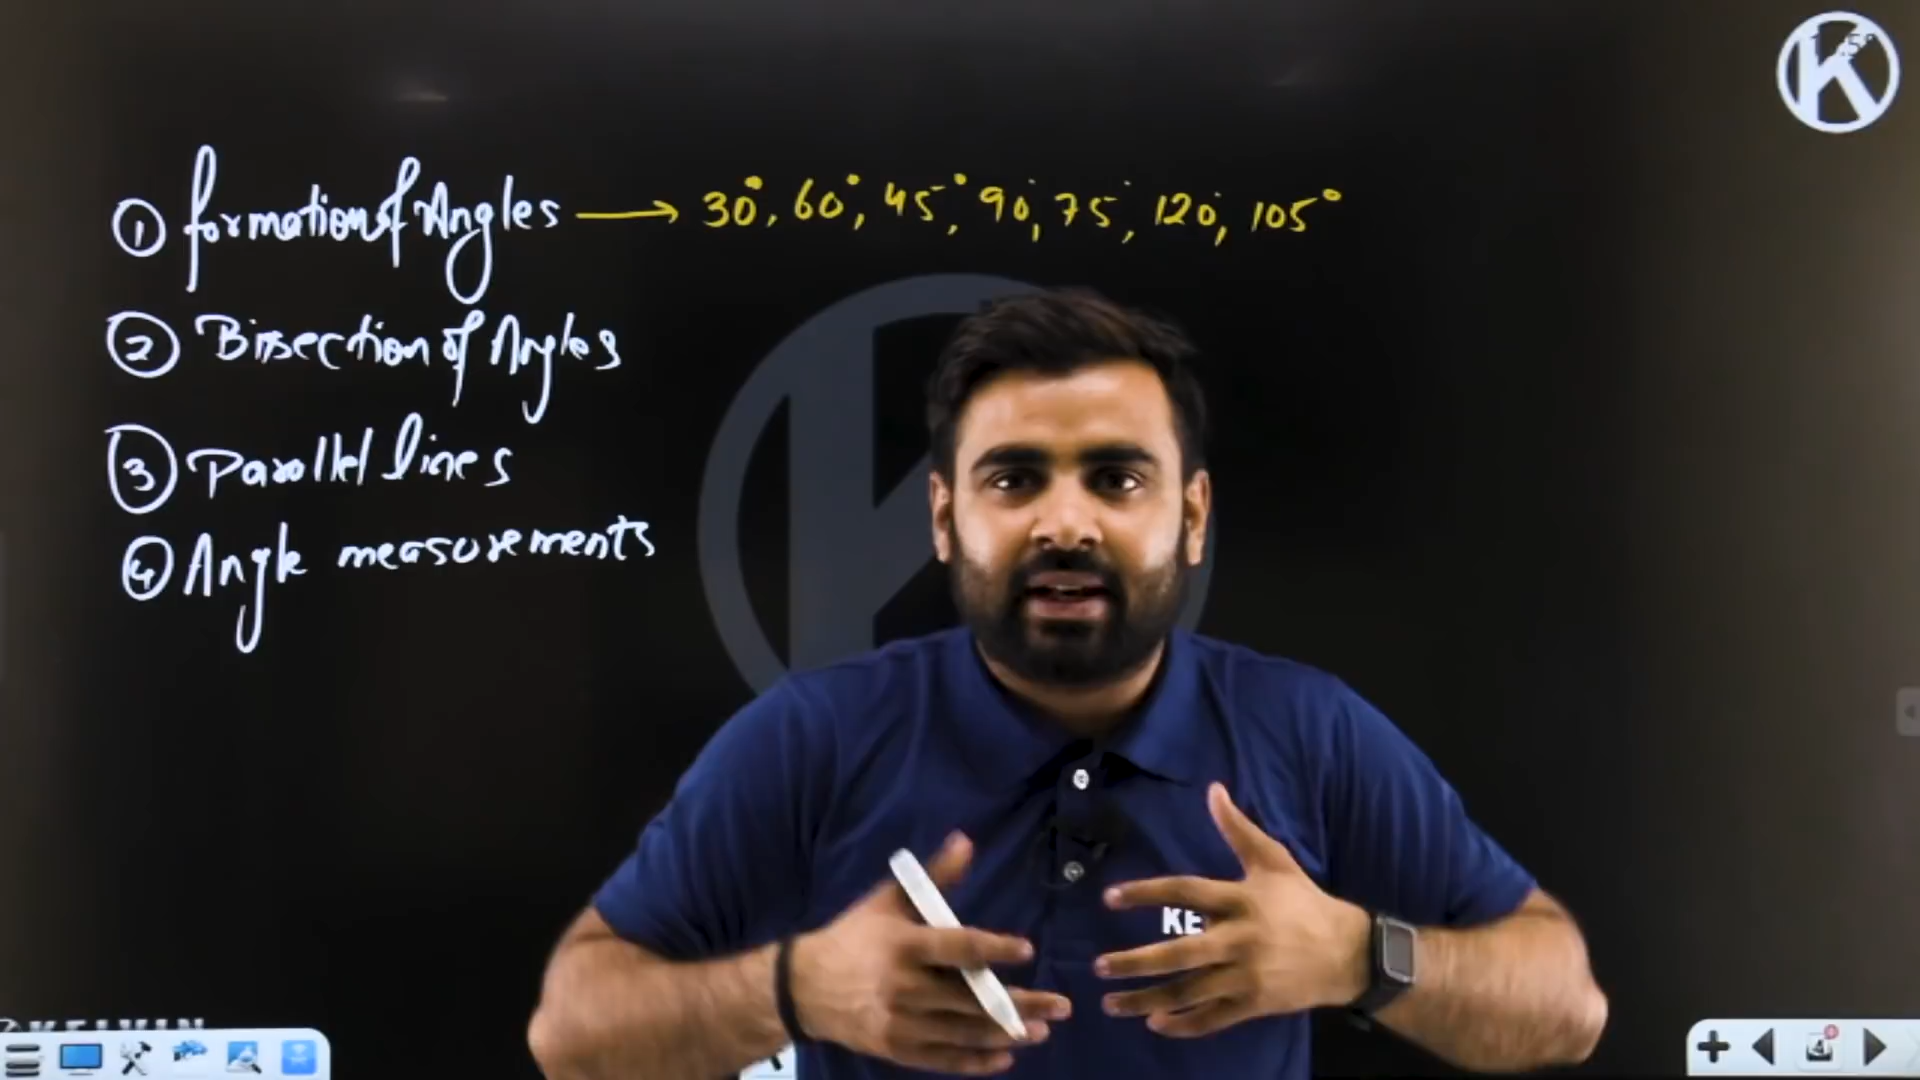 ① formation of Angles → 30°, 60°, 45°, 90°, 75°, 120°, 105°
② Bisection of Angles
③ Parallel lines
④ Angle measurements
K
KE
KELVIN